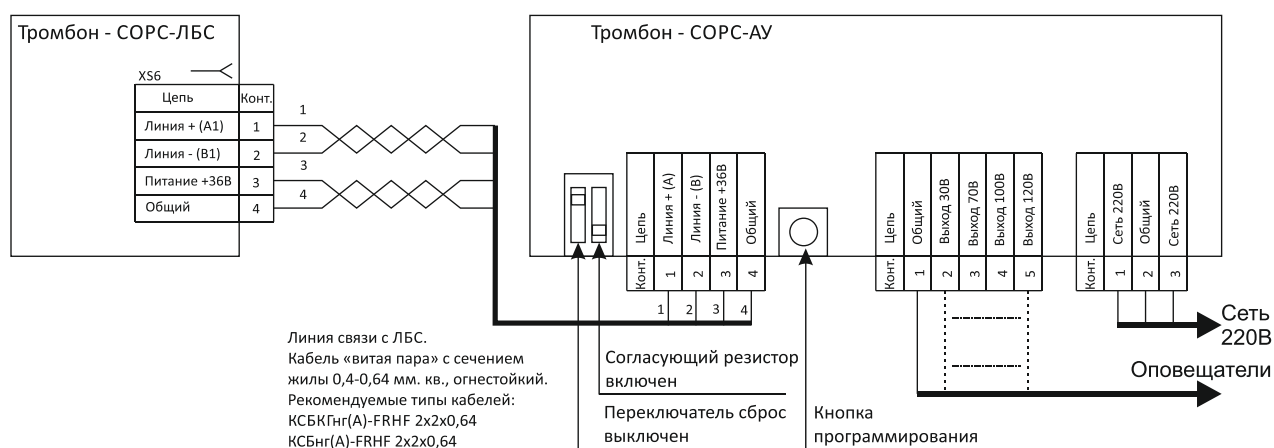 Тромбон - СОРС-ЛБС
XS6
Цепь Конт.
Линия + (А1) 1
Линия - (В1) 2
Питание +36В 3
Общий 4
1
2
3
4
Тромбон - СОРС-АУ
Конт. Цепь
1 Линия + (А)
2 Линия - (В)
3 Питание +36В
4 Общий
1 2 3 4
Конт. Цепь
1 Общий
2 Выход 30В
3 Выход 70В
4 Выход 100В
5 Выход 120В
Конт. Цепь
1 Сеть 220В
2 Общий
3 Сеть 220В
Сеть
220В
Оповещатели
Линия связи с ЛБС.
Кабель «витая пара» с сечением
жилы 0,4-0,64 мм. кв., огнестойкий.
Рекомендуемые типы кабелей:
КСБКГнг(А)-FRHF 2х2х0,64
КСБнг(А)-FRHF 2х2х0,64
Согласующий резистор
включен
Переключатель сброс
выключен
Кнопка
программирования